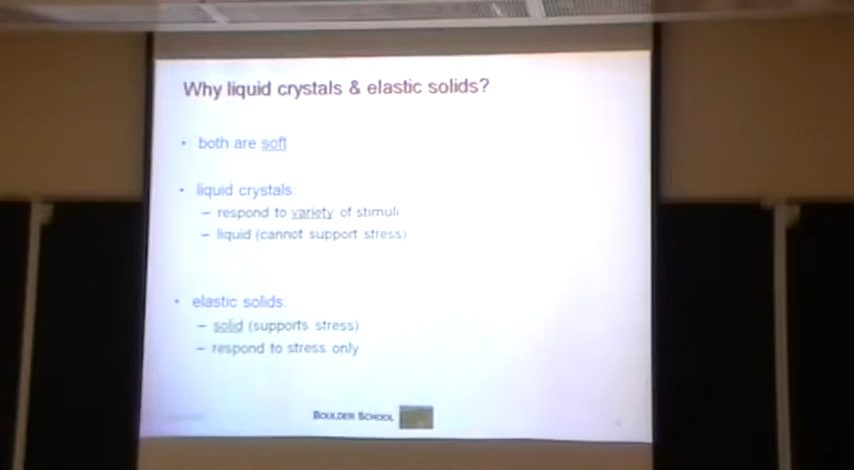 Why liquid crystals & elastic solids?
• both are soft
• liquid crystals:
– respond to variety of stimuli
– liquid (cannot support stress)
• elastic solids:
– solid (supports stress)
– respond to stress only
BOULDER SCHOOL